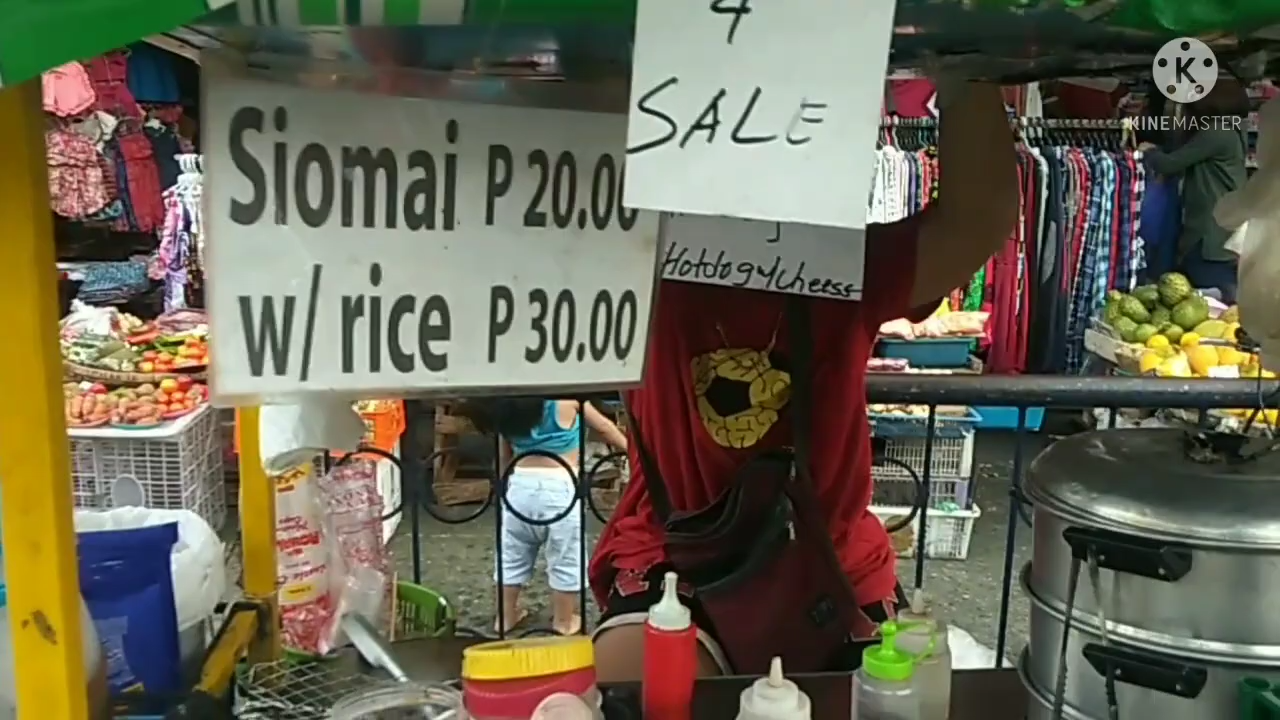 Siomai P 20.00
w/ rice P 30.00
4
SALE
Hotdog w/ cheese
KINEMASTER